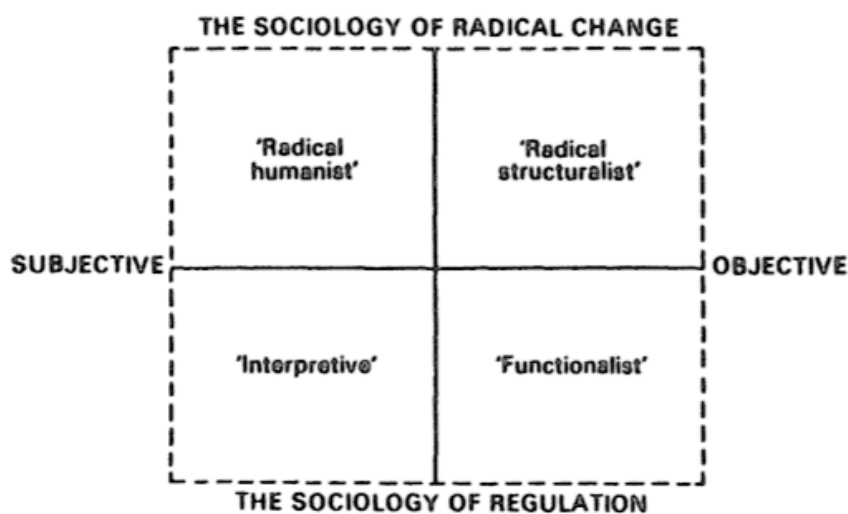 THE SOCIOLOGY OF RADICAL CHANGE
'Radical
humanist'
'Radical
structuralist'
SUBJECTIVE
OBJECTIVE
'Interpretive'
'Functionalist'
THE SOCIOLOGY OF REGULATION